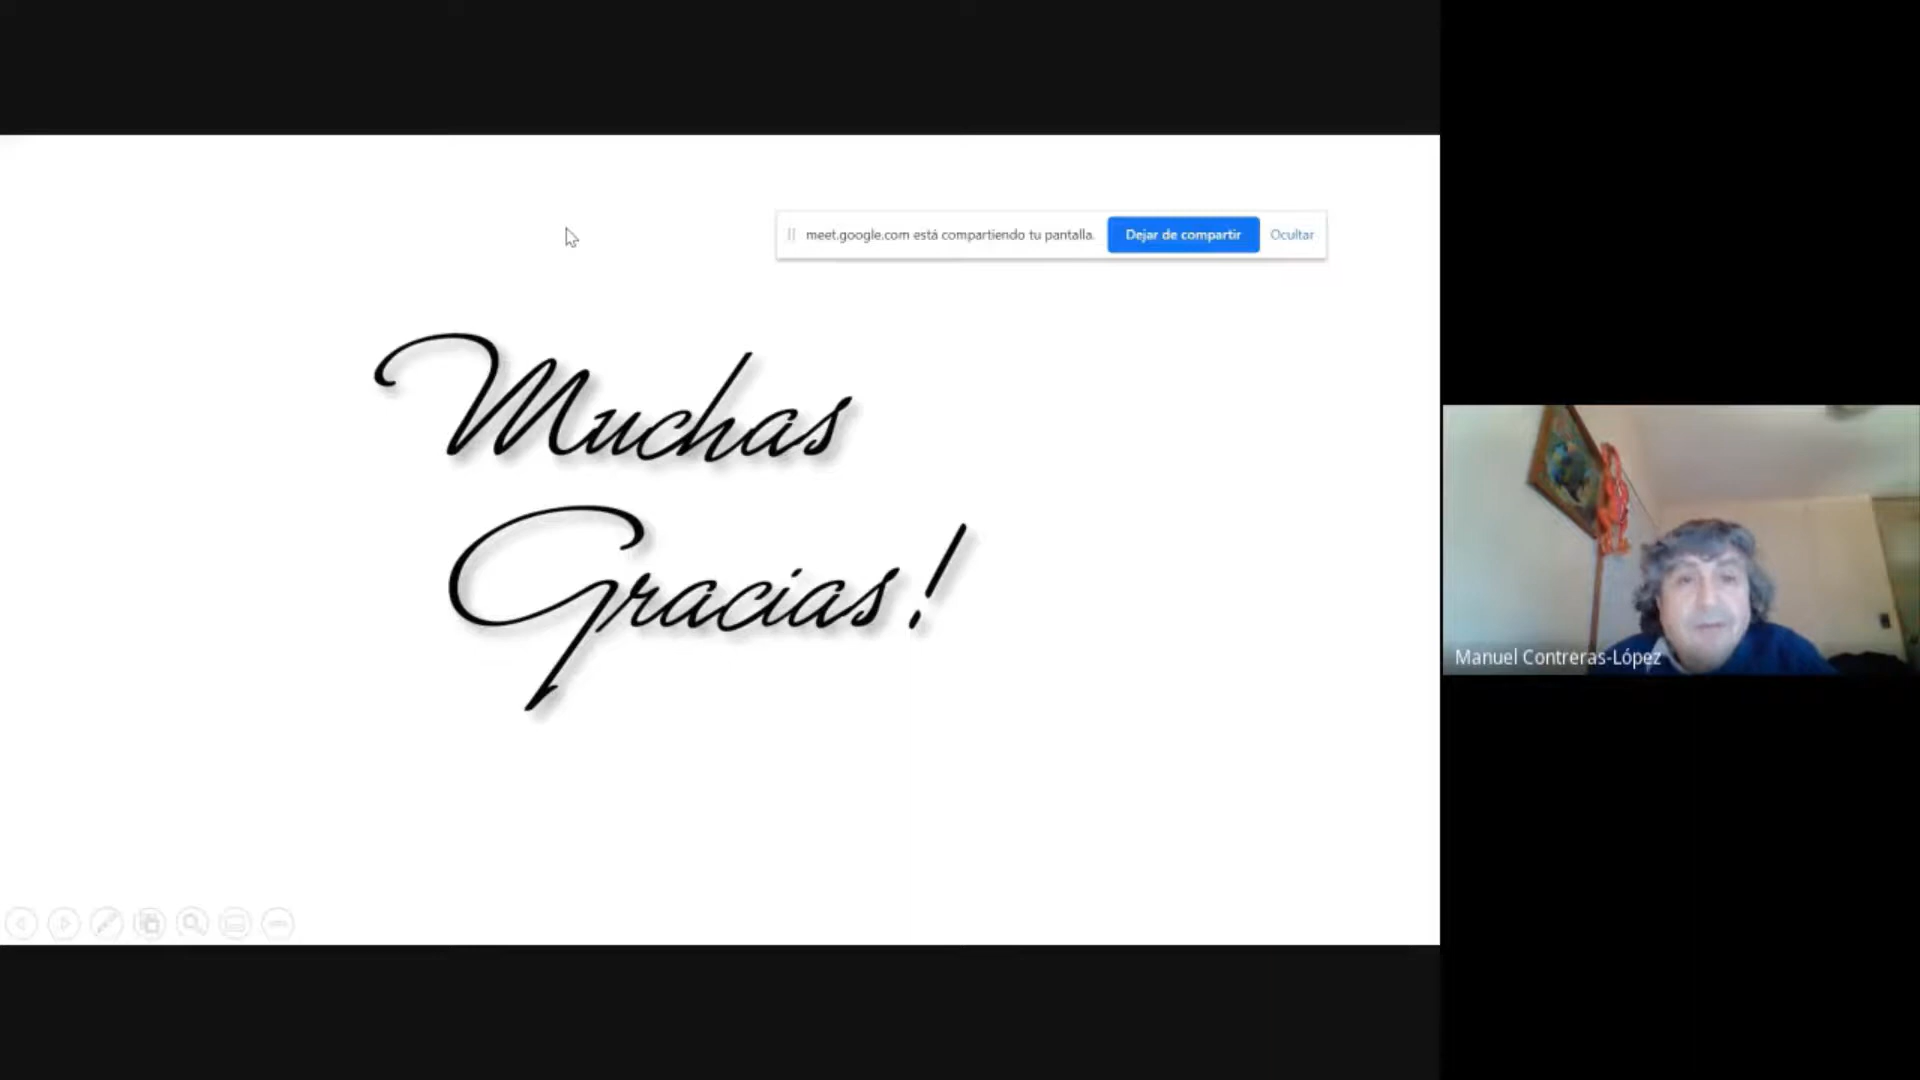 meet.google.com está compartiendo tu pantalla. Dejar de compartir Ocultar
Muchas
Gracias!
Manuel Contreras-López